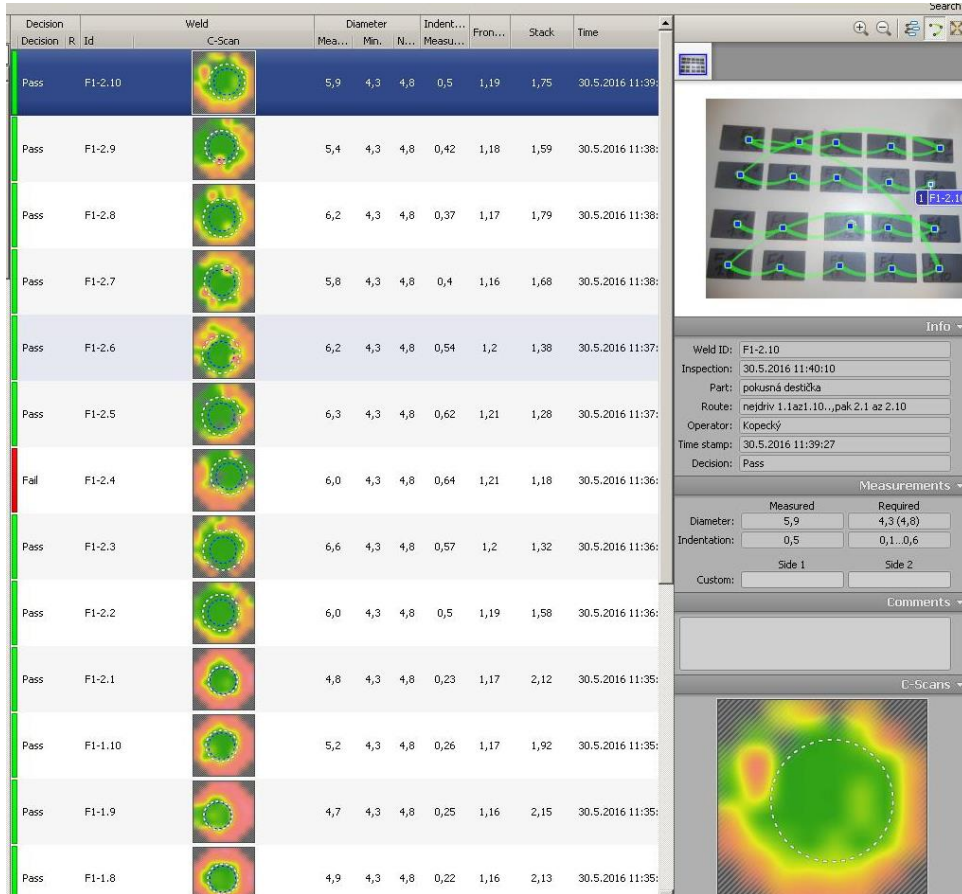 Search
Decision Weld Diameter Indent... Fron... Stack Time
Decision R Id C-Scan Mea... Min. N... Measu...
Pass F1-2.10 5,9 4,3 4,8 0,5 1,19 1,75 30.5.2016 11:39:
Pass F1-2.9 5,4 4,3 4,8 0,42 1,18 1,59 30.5.2016 11:38:
Pass F1-2.8 6,2 4,3 4,8 0,37 1,17 1,79 30.5.2016 11:38:
Pass F1-2.7 5,8 4,3 4,8 0,4 1,16 1,68 30.5.2016 11:38:
Pass F1-2.6 6,2 4,3 4,8 0,54 1,2 1,38 30.5.2016 11:37:
Pass F1-2.5 6,3 4,3 4,8 0,62 1,21 1,28 30.5.2016 11:37:
Fail F1-2.4 6,0 4,3 4,8 0,64 1,21 1,18 30.5.2016 11:36:
Pass F1-2.3 6,6 4,3 4,8 0,57 1,2 1,32 30.5.2016 11:36:
Pass F1-2.2 6,0 4,3 4,8 0,5 1,19 1,58 30.5.2016 11:36:
Pass F1-2.1 4,8 4,3 4,8 0,23 1,17 2,12 30.5.2016 11:35:
Pass F1-1.10 5,2 4,3 4,8 0,26 1,17 1,92 30.5.2016 11:35:
Pass F1-1.9 4,7 4,3 4,8 0,25 1,16 2,15 30.5.2016 11:35:
Pass F1-1.8 4,9 4,3 4,8 0,22 1,16 2,13 30.5.2016 11:35:
1 F1-2.10
Info
Weld ID: F1-2.10
Inspection: 30.5.2016 11:40:10
Part: pokusná destička
Route: nejdriv 1.1az1.10..,pak 2.1 az 2.10
Operator: Kopecký
Time stamp: 30.5.2016 11:39:27
Decision: Pass
Measurements
Measured Required
Diameter: 5,9 4,3 (4,8)
Indentation: 0,5 0,1...0,6
Side 1 Side 2
Custom:
Comments
C-Scans